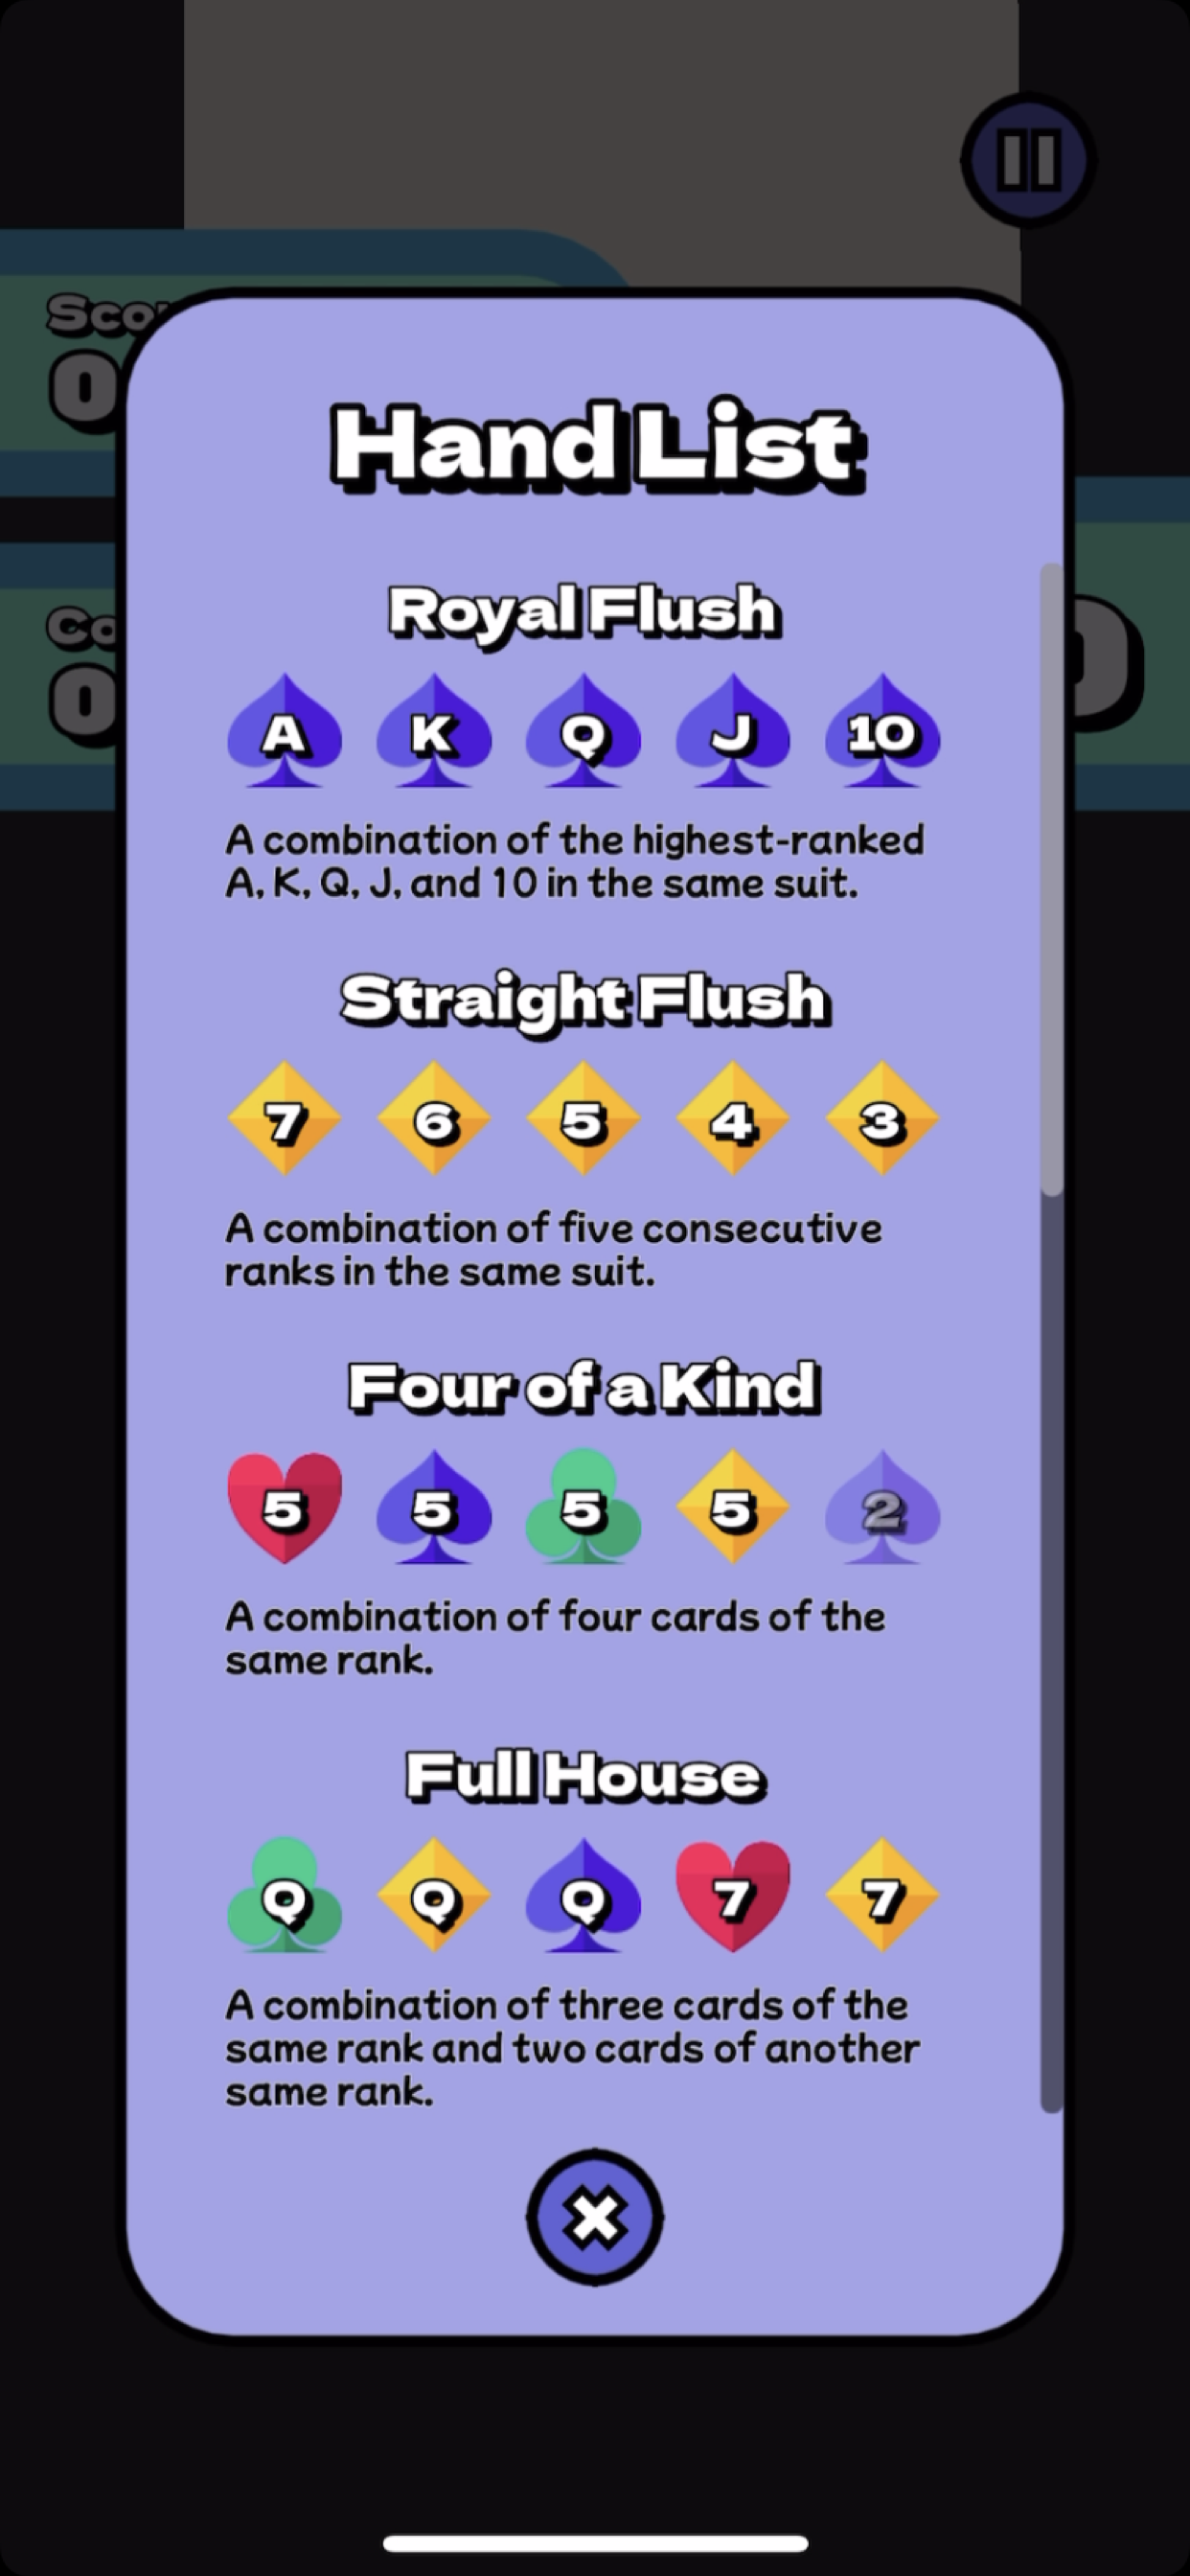 Hand List
Royal Flush
A K Q J 10
A combination of the highest-ranked
A, K, Q, J, and 10 in the same suit.
Straight Flush
7 6 5 4 3
A combination of five consecutive
ranks in the same suit.
Four of a Kind
5 5 5 5 2
A combination of four cards of the
same rank.
Full House
Q Q Q 7 7
A combination of three cards of the
same rank and two cards of another
same rank.
0
0